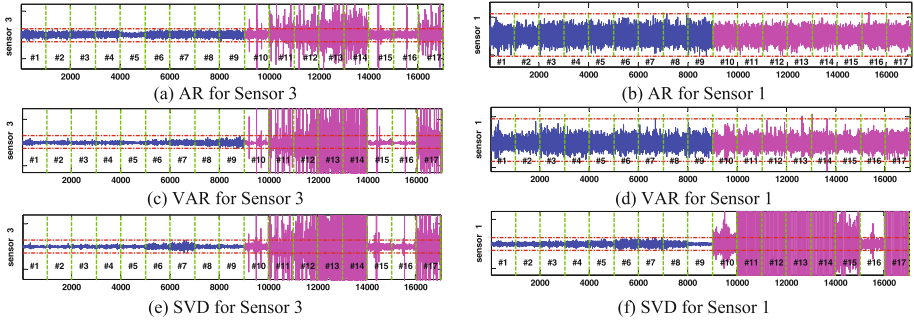 sensor 3
#1 #2 #3 #4 #5 #6 #7 #8 #9 #10 #11 #12 #13 #14 #15 #16 #17
2000 4000 6000 8000 10000 12000 14000 16000
(a) AR for Sensor 3
sensor 1
#1 #2 #3 #4 #5 #6 #7 #8 #9 #10 #11 #12 #13 #14 #15 #16 #17
2000 4000 6000 8000 10000 12000 14000 16000
(b) AR for Sensor 1
sensor 3
#1 #2 #3 #4 #5 #6 #7 #8 #9 #10 #11 #12 #13 #14 #15 #16 #17
2000 4000 6000 8000 10000 12000 14000 16000
(c) VAR for Sensor 3
sensor 1
#1 #2 #3 #4 #5 #6 #7 #8 #9 #10 #11 #12 #13 #14 #15 #16 #17
2000 4000 6000 8000 10000 12000 14000 16000
(d) VAR for Sensor 1
sensor 3
#1 #2 #3 #4 #5 #6 #7 #8 #9 #10 #11 #12 #13 #14 #15 #16 #17
2000 4000 6000 8000 10000 12000 14000 16000
(e) SVD for Sensor 3
sensor 1
#1 #2 #3 #4 #5 #6 #7 #8 #9 #10 #11 #12 #13 #14 #15 #16 #17
2000 4000 6000 8000 10000 12000 14000 16000
(f) SVD for Sensor 1